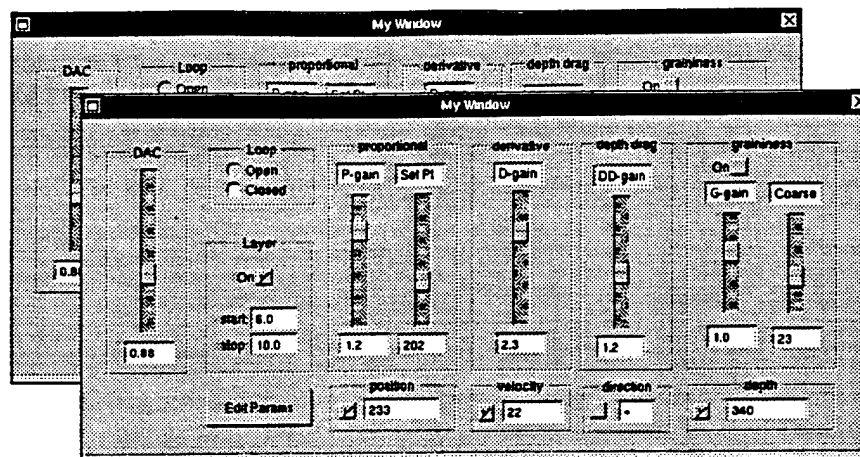 My Window
DAC Loop proportional derivative depth drag graininess
Open On
0.88
My Window
DAC Loop proportional derivative depth drag graininess
Open P-gain Set Pt D-gain DD-gain On
Closed G-gain Coarse
Layer
On
start: 6.0
stop: 10.0 1.2 202 2.3 1.2 1.0 23
0.88
position velocity direction depth
Edit Params 233 22 340